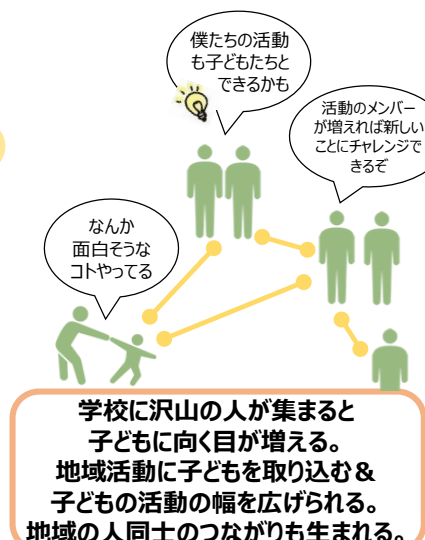 僕たちの活動
も子どもたちと
できるかも
活動のメンバー
が増えれば新しい
ことにチャレンジで
きるぞ
なんか
面白そうな
コトやってる
学校に沢山の人が集まると
子どもに向く目が増える。
地域活動に子どもを取り込む&
子どもの活動の幅を広げられる。
地域の人同士のつながりも生まれる。